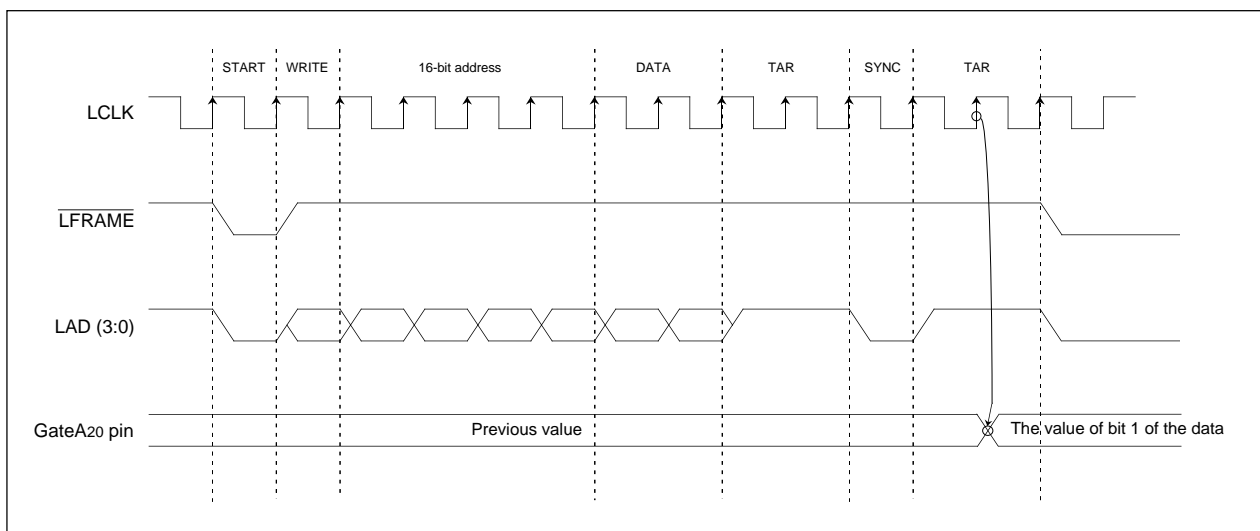 START WRITE 16-bit address DATA TAR SYNC TAR
LCLK
LFRAME
LAD (3:0)
GateA20 pin Previous value The value of bit 1 of the data